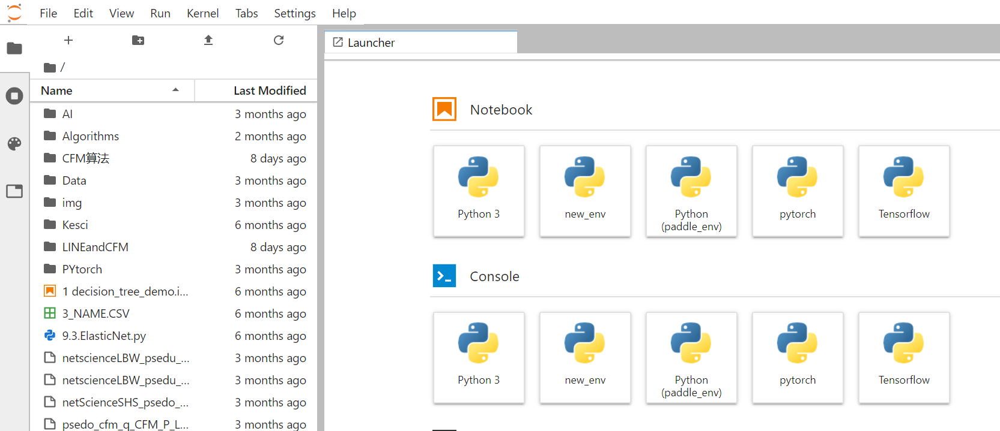 File Edit View Run Kernel Tabs Settings Help
Launcher
/
Name Last Modified
AI 3 months ago
Algorithms 2 months ago
CFM算法 8 days ago
Data 3 months ago
img 3 months ago
Kesci 6 months ago
LINEandCFM 8 days ago
PYtorch 3 months ago
1 decision_tree_demo.i... 6 months ago
3_NAME.CSV 6 months ago
9.3.ElasticNet.py 6 months ago
netscienceLBW_psedu_... 3 months ago
netscienceLBW_psedu_... 3 months ago
netScienceSHS_psedo_... 3 months ago
psedo_cfm_q_CFM_P_L... 3 months ago
Notebook
Python 3 new_env Python pytorch Tensorflow
(paddle_env)
Console
Python 3 new_env Python pytorch Tensorflow
(paddle_env)